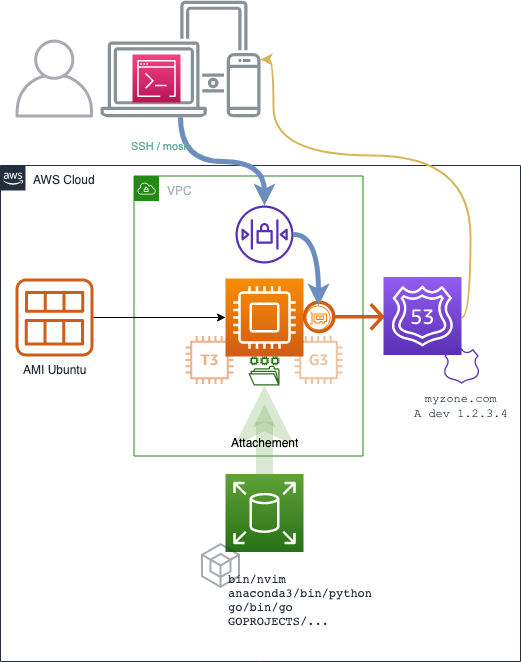 SSH / mosh
aws
AWS Cloud
VPC
53
AMI Ubuntu
T3
G3
myzone.com
A dev 1.2.3.4
Attachement
bin/nvim
anaconda3/bin/python
go/bin/go
GOPROJECTS/...